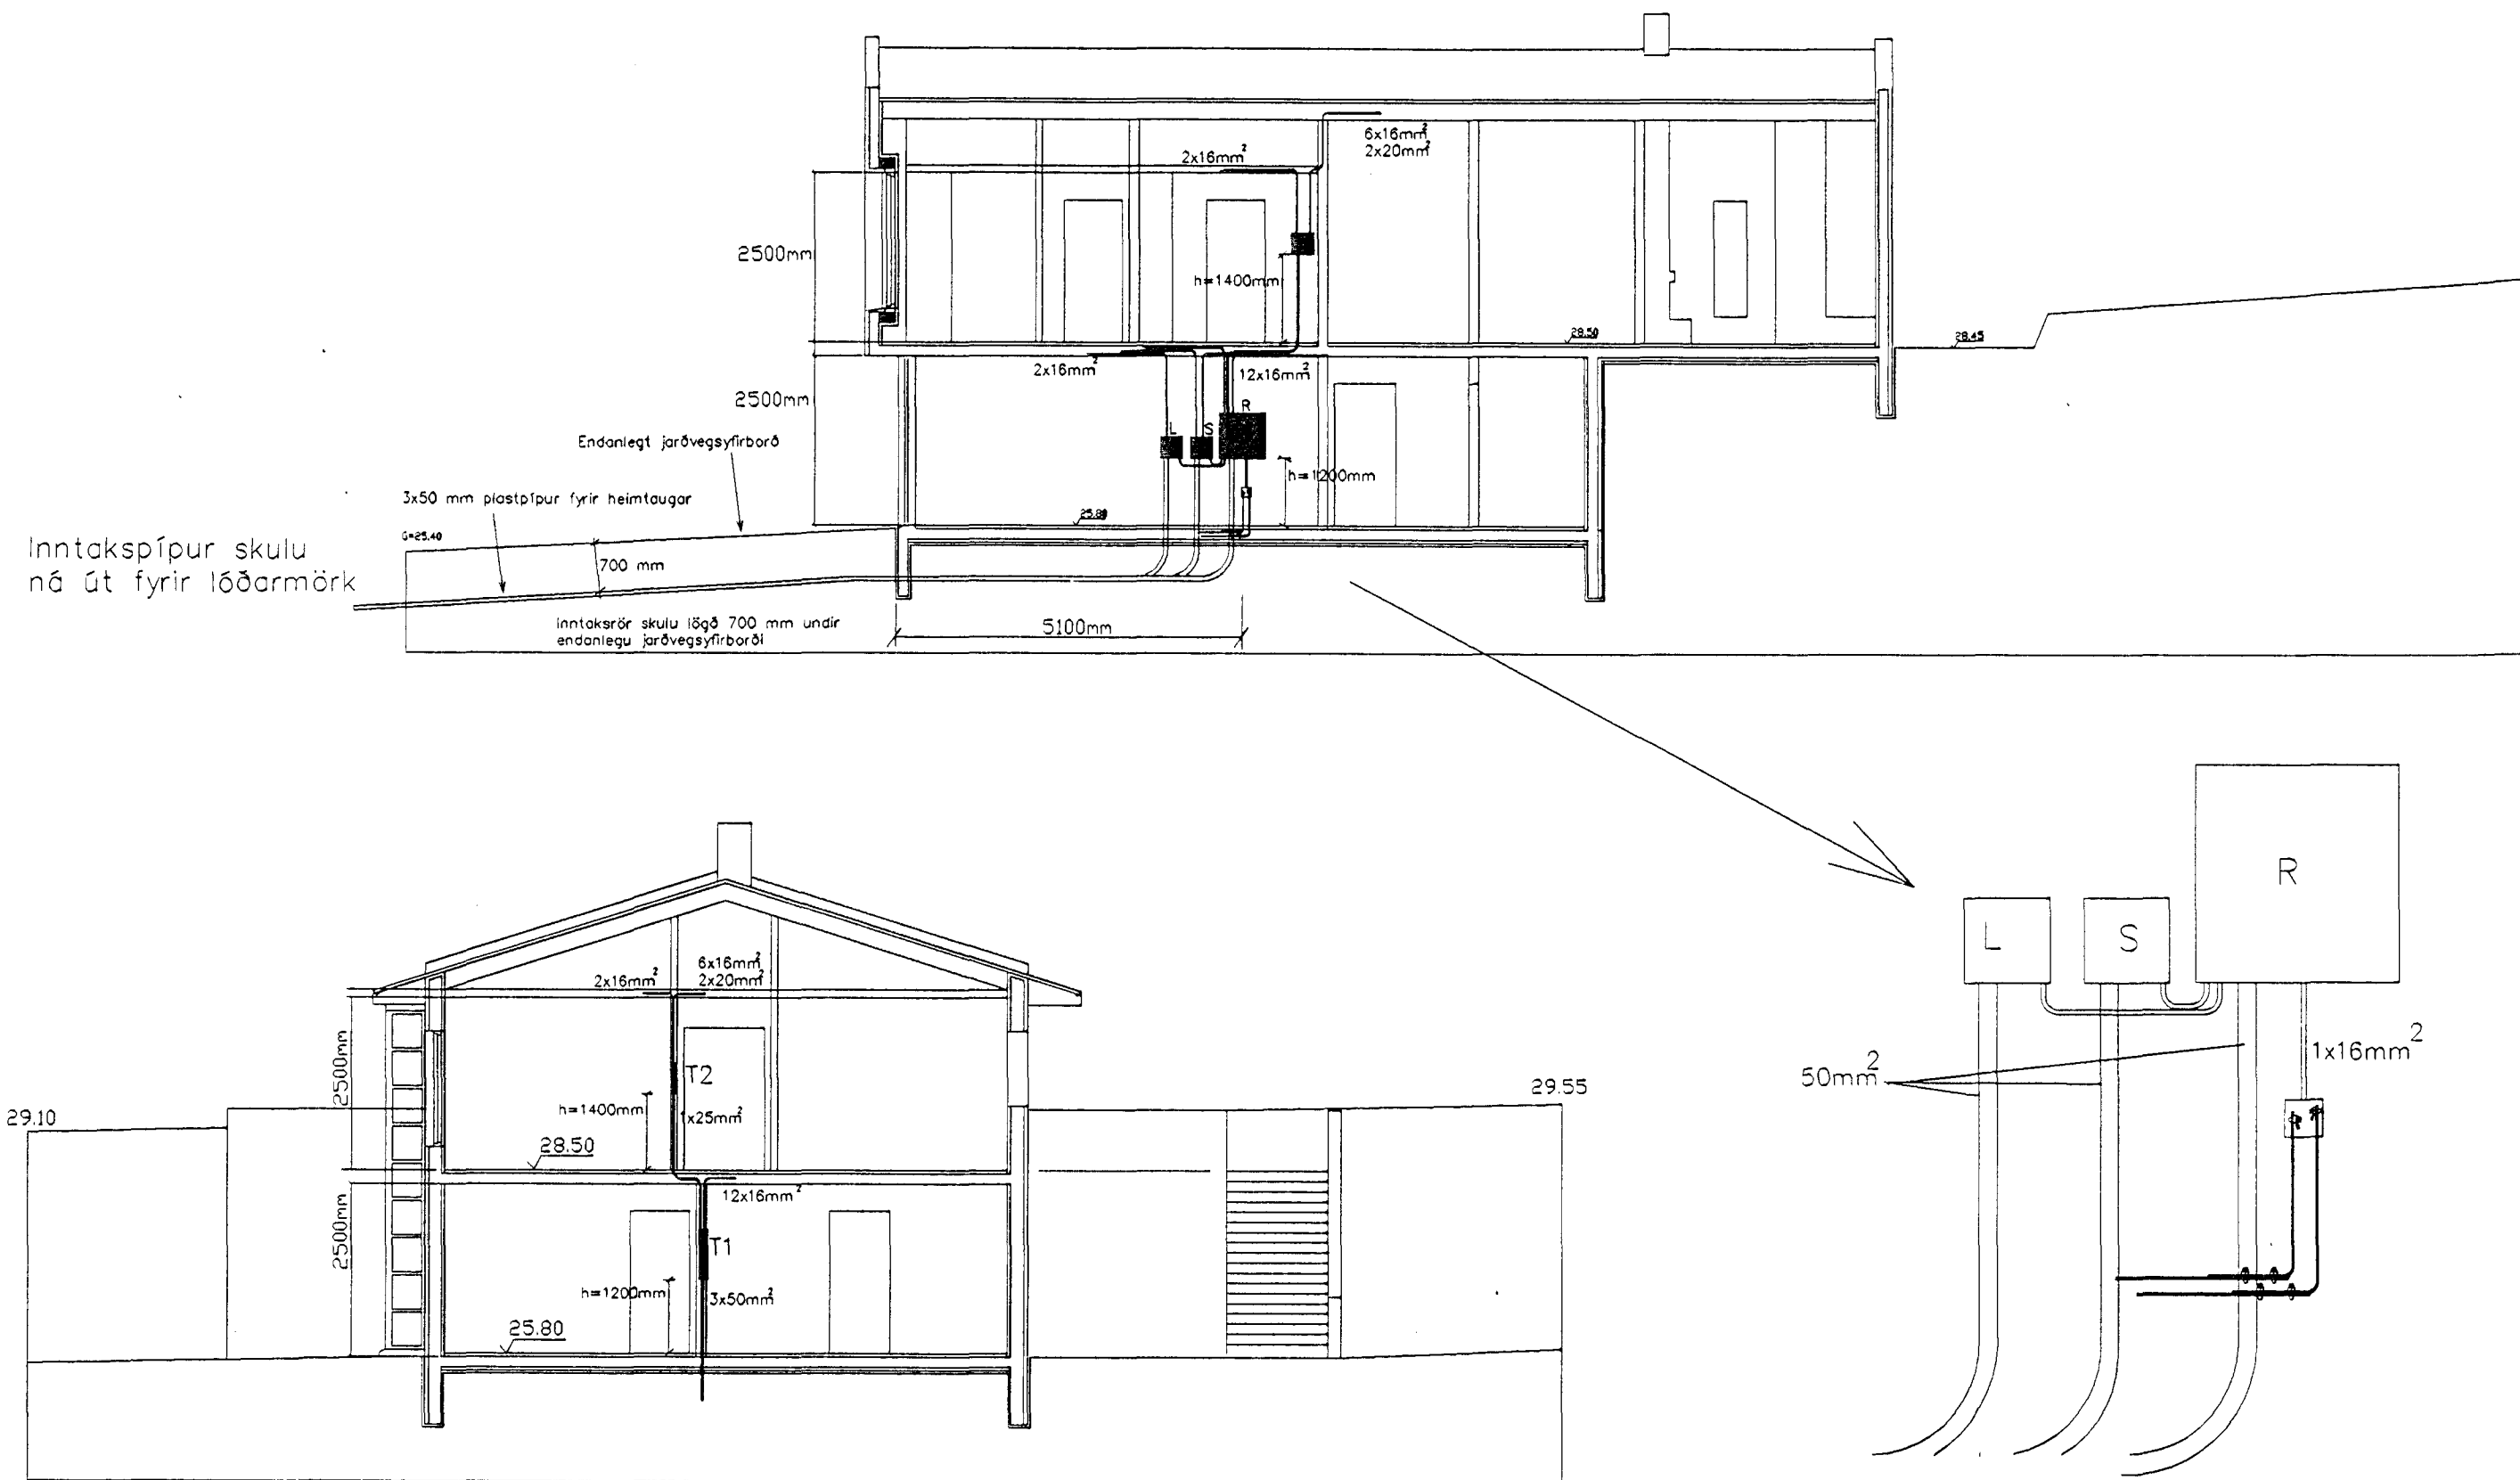 6x16mm²
2x20mm²
2x16mm²
2500mm
h=1400mm
28.50
28.45
2x16mm²
12x16mm²
2500mm
R
L
S
Endanlegt jarðvegsyfirborð
h=1200mm
3x50 mm plastpípur fyrir heimtaugar
25.80
G=25.40
Inntakspípur skulu
ná út fyrir lóðarmörk
700 mm
Inntaksrör skulu lögð 700 mm undir
endanlegu jarðvegsyfirborði
5100mm
R
L
S
6x16mm²
2x20mm²
2x16mm²
2500mm
T2
h=1400mm
1x25mm²
29.10
29.55
28.50
12x16mm²
2500mm
T1
h=1200mm
3x50mm²
25.80
1x16mm²
50mm²